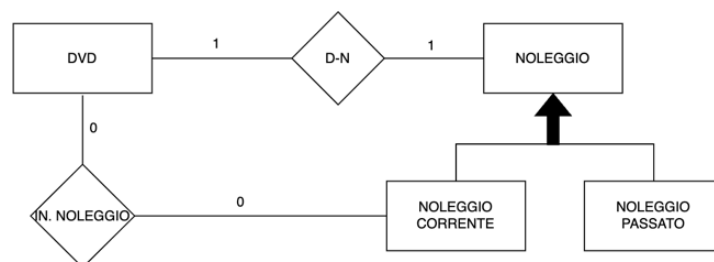 DVD
1
D-N
1
NOLEGGIO
0
IN. NOLEGGIO
0
NOLEGGIO
CORRENTE
NOLEGGIO
PASSATO